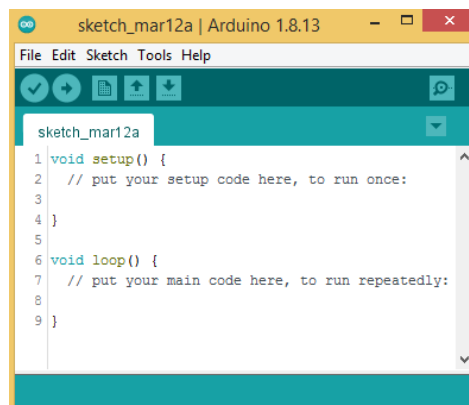 sketch_mar12a | Arduino 1.8.13
File Edit Sketch Tools Help
sketch_mar12a
1 void setup() {
2   // put your setup code here, to run once:
3
4 }
5
6 void loop() {
7   // put your main code here, to run repeatedly:
8
9 }